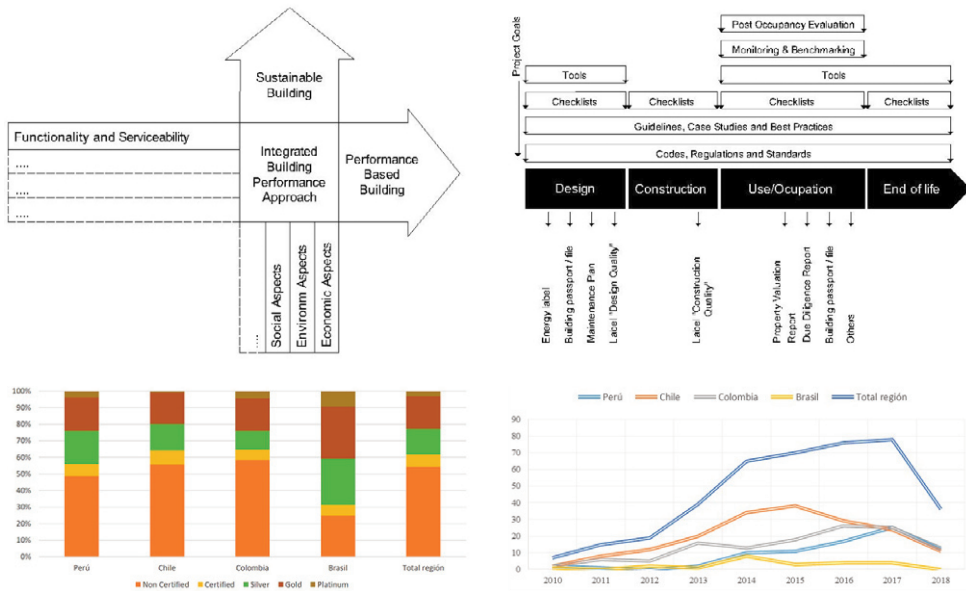 Sustainable
Building
Functionality and Serviceability
....
....
....
Integrated
Building
Performance
Approach
Performance
Based
Building
....
Social Aspects
Environm Aspects
Economic Aspects
Project Goals
Post Occupancy Evaluation
Monitoring & Benchmarking
Tools
Tools
Checklists
Checklists
Checklists
Checklists
Guidelines, Case Studies and Best Practices
Codes, Regulations and Standards
Design
Construction
Use/Ocupation
End of life
Energy label
Building passport / file
Maintenance Plan
Lacel "Design Quality"
Lacel "Construction
Quality"
Property Valuation
Report
Due Diligence Report
Building passport / file
Others
100%
90%
80%
70%
60%
50%
40%
30%
20%
10%
0%
Perú
Chile
Colombia
Brasil
Total región
Non Certified
Certified
Silver
Gold
Platinum
Perú
Chile
Colombia
Brasil
Total región
90
80
70
60
50
40
30
20
10
0
2010
2011
2012
2013
2014
2015
2016
2017
2018